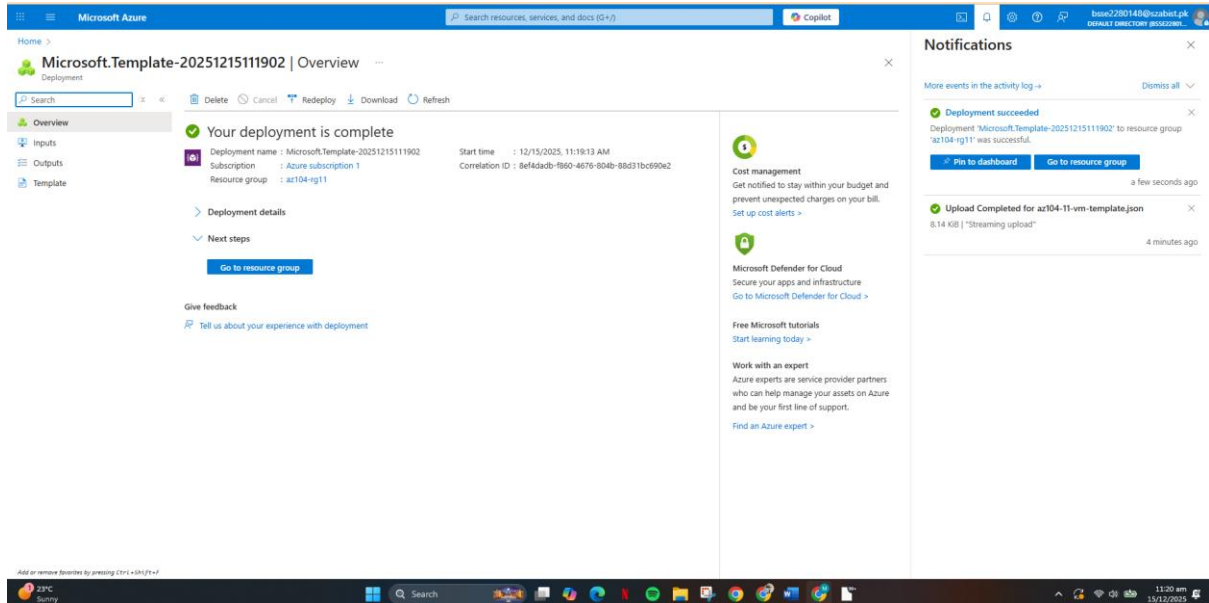 Microsoft Azure
Search resources, services, and docs (G+/)
Copilot
bsse2280148@szabist.pk
Home >
Microsoft.Template-20251215111902 | Overview ...
Deployment
Search
Delete Cancel Redeploy Download Refresh
Overview
Inputs
Outputs
Template
Your deployment is complete
Deployment name : Microsoft.Template-20251215111902
Subscription : Azure subscription 1
Resource group : az104-rg11
Start time : 12/15/2025, 11:19:13 AM
Correlation ID : 8ef4dadb-f860-4676-804b-88d31bc690e2
Deployment details
Next steps
Go to resource group
Give feedback
Tell us about your experience with deployment
Cost management
Get notified to stay within your budget and
prevent unexpected charges on your bill.
Set up cost alerts >
Microsoft Defender for Cloud
Secure your apps and infrastructure
Go to Microsoft Defender for Cloud >
Free Microsoft tutorials
Start learning today >
Work with an expert
Azure experts are service provider partners
who can help manage your assets on Azure
and be your first line of support.
Find an Azure expert >
Notifications
More events in the activity log →
Dismiss all
Deployment succeeded
Deployment 'Microsoft.Template-20251215111902' to resource group
'az104-rg11' was successful.
Pin to dashboard
Go to resource group
a few seconds ago
Upload Completed for az104-11-vm-template.json
8.14 KiB | "Streaming upload"
4 minutes ago
Add or remove favorites by pressing Ctrl+Shift+F
23°C
Sunny
Search
11:20 am
15/12/2025